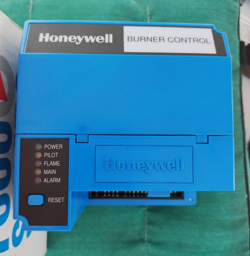 Honeywell
BURNER CONTROL
Honeywell
POWER
PILOT
FLAME
MAIN
ALARM
RESET